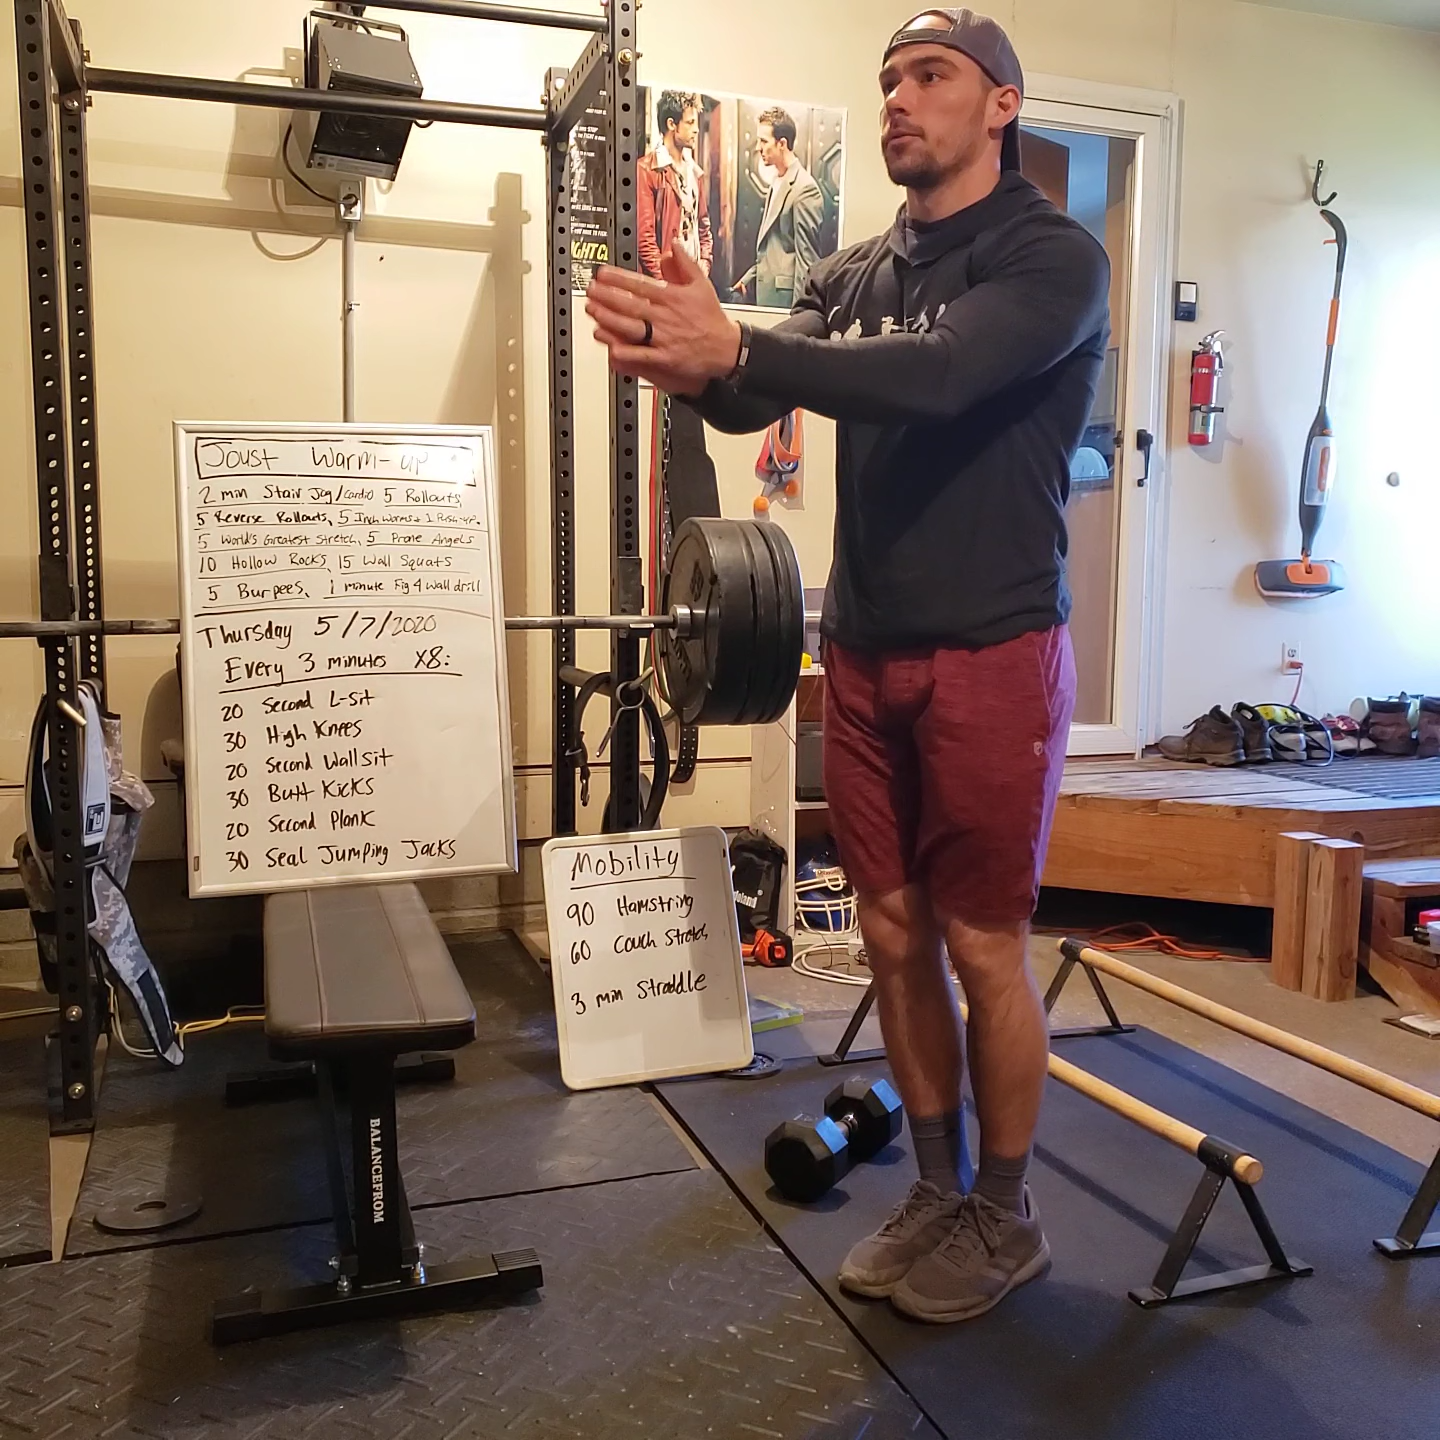 Joust Warm-up
2 min Stair Jog/cardio 5 Rollouts,
5 Reverse Rollouts, 5 Inch Worms + 1 Push-up.
5 World's Greatest Stretch, 5 Prone Angels
10 Hollow Rocks, 15 Wall Squats
5 Burpees, 1 minute Fig 4 Wall drill
Thursday 5/7/2020
Every 3 minutes X8:
20 Second L-sit
30 High Knees
20 Second Wall sit
30 Butt Kicks
20 Second Plank
30 Seal Jumping Jacks
Mobility
90 Hamstring
60 Couch Stretch
3 min Straddle
BALANCEFROM